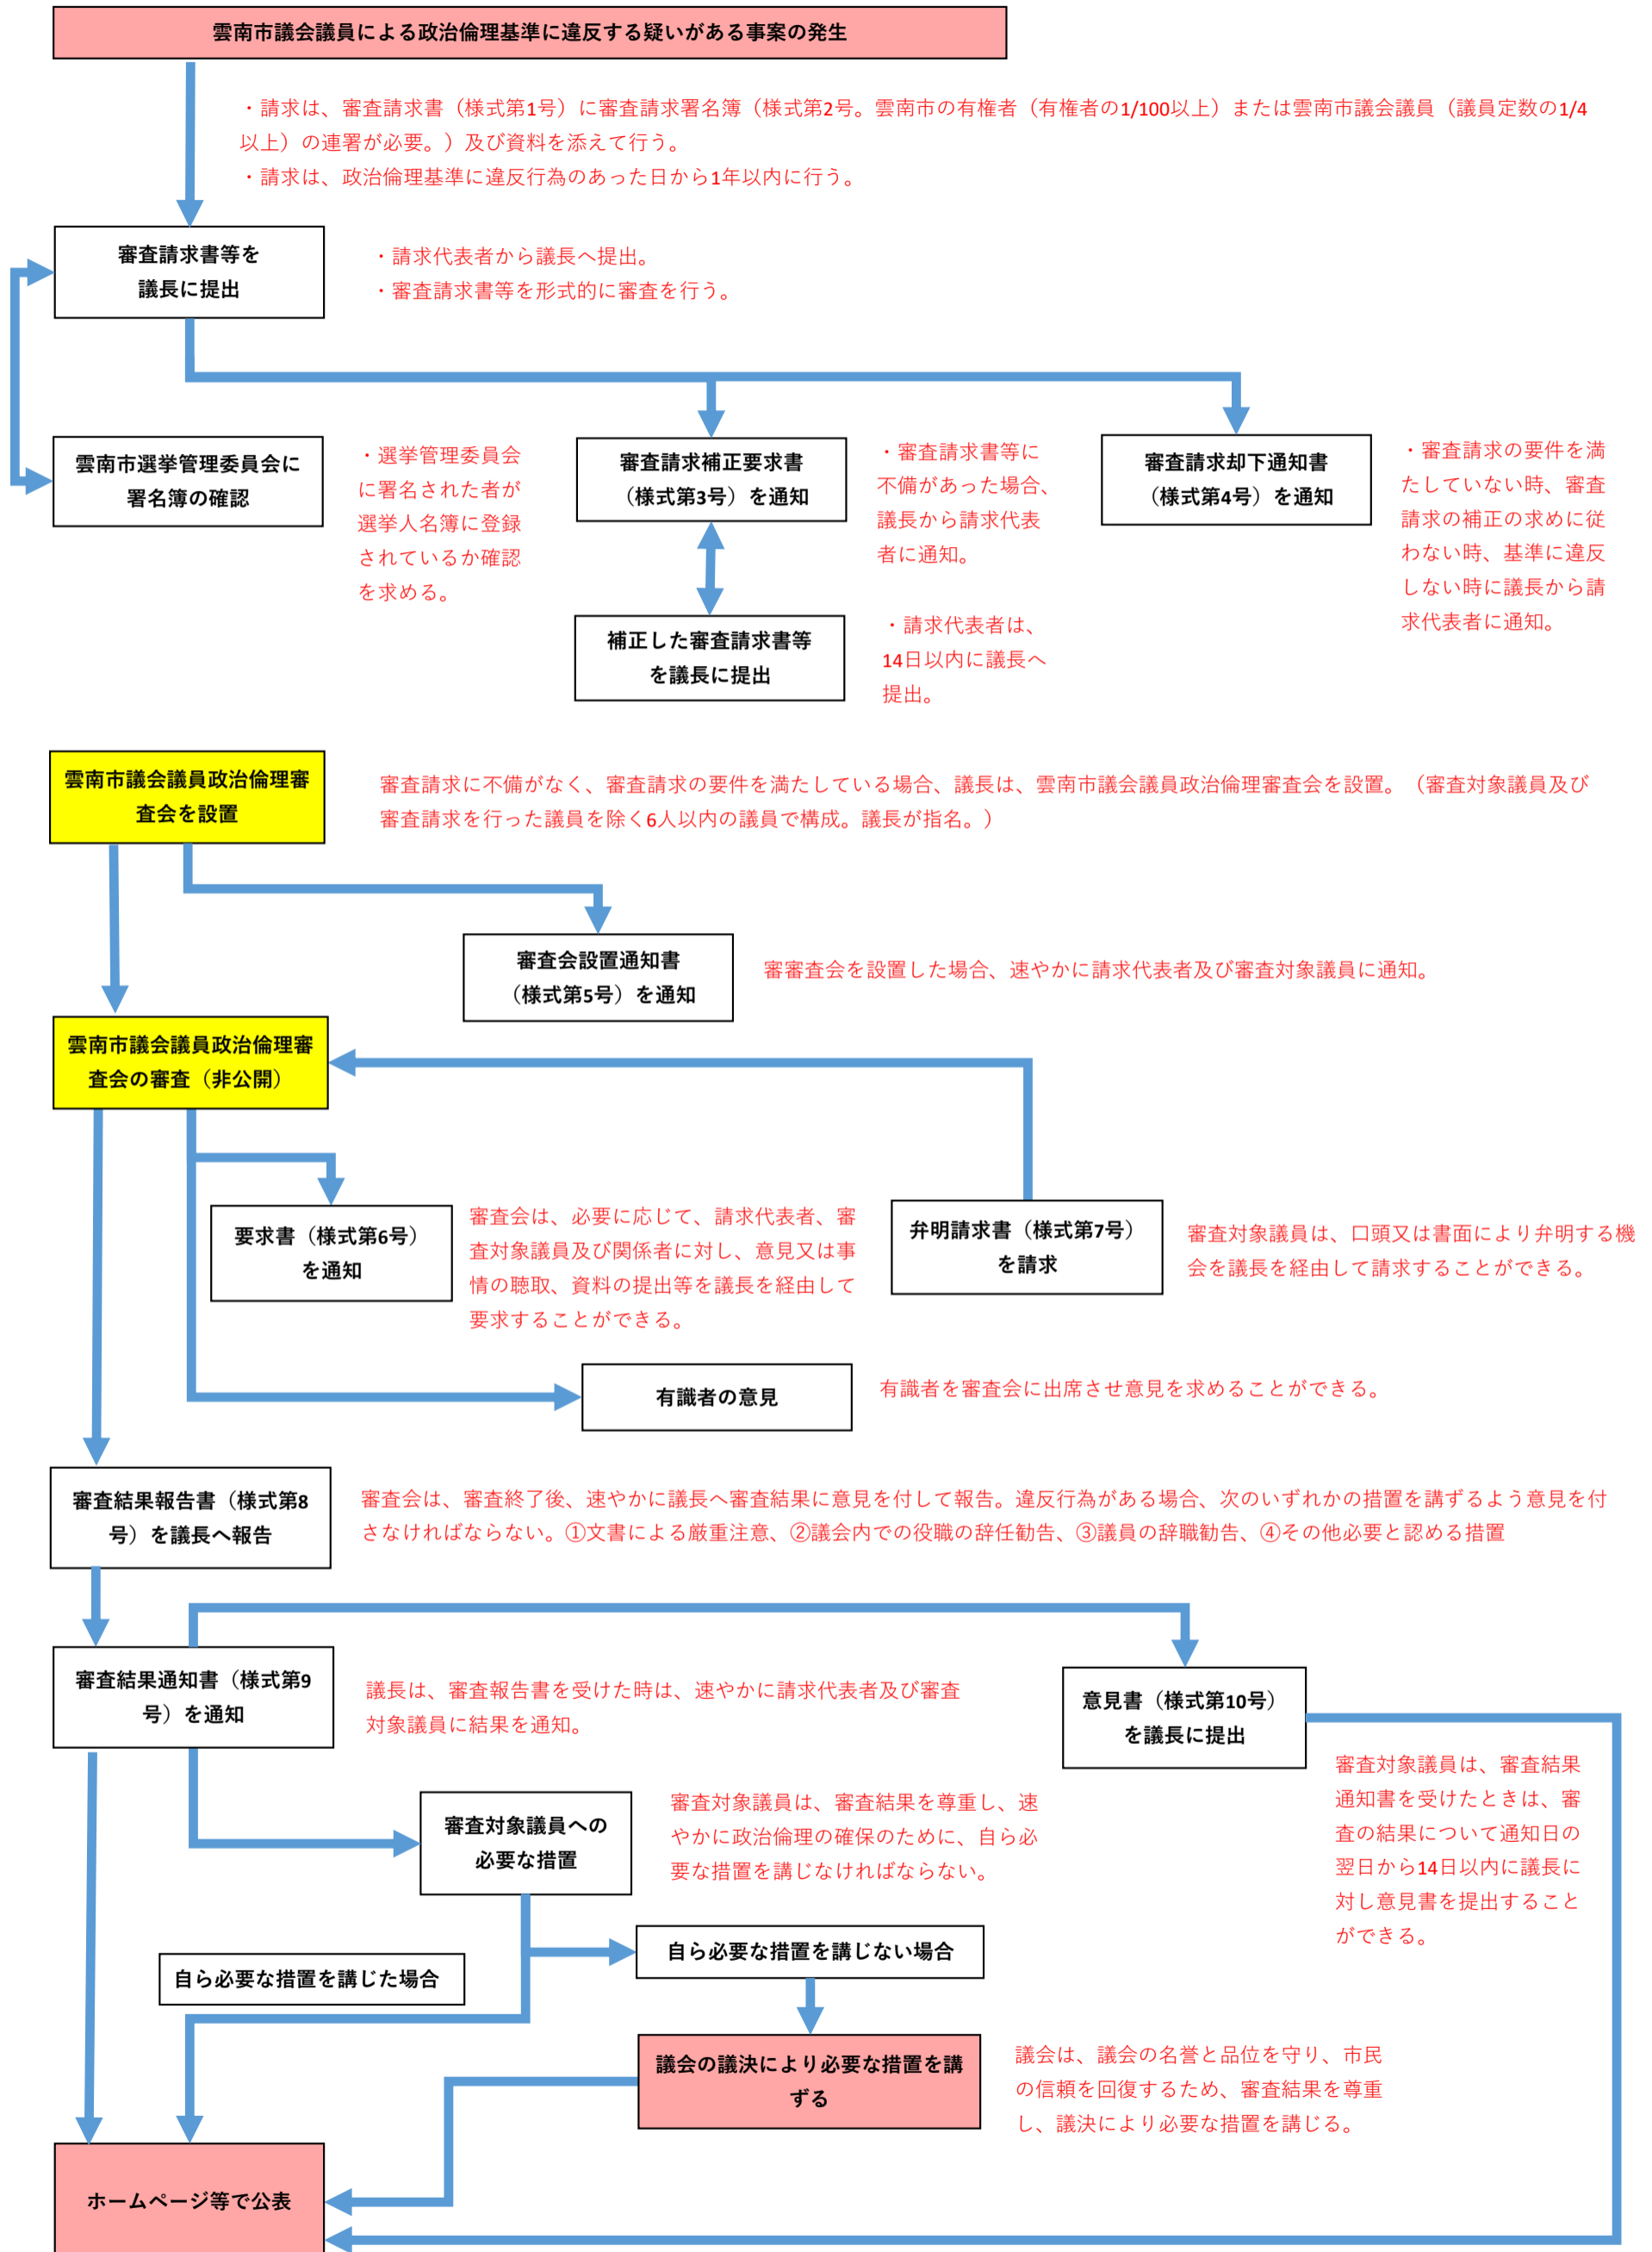 雲南市議会議員による政治倫理基準に違反する疑いがある事案の発生
・請求は、審査請求書（様式第1号）に審査請求署名簿（様式第2号。雲南市の有権者（有権者の1/100以上）または雲南市議会議員（議員定数の1/4
以上）の連署が必要。）及び資料を添えて行う。
・請求は、政治倫理基準に違反行為のあった日から1年以内に行う。
審査請求書等を
議長に提出
・請求代表者から議長へ提出。
・審査請求書等を形式的に審査を行う。
雲南市選挙管理委員会に
署名簿の確認
・選挙管理委員会
に署名された者が
選挙人名簿に登録
されているか確認
を求める。
審査請求補正要求書
（様式第3号）を通知
・審査請求書等に
不備があった場合、
議長から請求代表
者に通知。
審査請求却下通知書
（様式第4号）を通知
・審査請求の要件を満
たしていない時、審査
請求の補正の求めに従
わない時、基準に違反
しない時に議長から請
求代表者に通知。
補正した審査請求書等
を議長に提出
・請求代表者は、
14日以内に議長へ
提出。
雲南市議会議員政治倫理審
査会を設置
審査請求に不備がなく、審査請求の要件を満たしている場合、議長は、雲南市議会議員政治倫理審査会を設置。（審査対象議員及び
審査請求を行った議員を除く6人以内の議員で構成。議長が指名。）
審査会設置通知書
（様式第5号）を通知
審審査会を設置した場合、速やかに請求代表者及び審査対象議員に通知。
雲南市議会議員政治倫理審
査会の審査（非公開）
要求書（様式第6号）
を通知
審査会は、必要に応じて、請求代表者、審
査対象議員及び関係者に対し、意見又は事
情の聴取、資料の提出等を議長を経由して
要求することができる。
弁明請求書（様式第7号）
を請求
審査対象議員は、口頭又は書面により弁明する機
会を議長を経由して請求することができる。
有識者の意見
有識者を審査会に出席させ意見を求めることができる。
審査結果報告書（様式第8
号）を議長へ報告
審査会は、審査終了後、速やかに議長へ審査結果に意見を付して報告。違反行為がある場合、次のいずれかの措置を講ずるよう意見を付
さなければならない。①文書による厳重注意、②議会内での役職の辞任勧告、③議員の辞職勧告、④その他必要と認める措置
審査結果通知書（様式第9
号）を通知
議長は、審査報告書を受けた時は、速やかに請求代表者及び審査
対象議員に結果を通知。
意見書（様式第10号）
を議長に提出
審査対象議員は、審査結果
通知書を受けたときは、審
査の結果について通知日の
翌日から14日以内に議長に
対し意見書を提出すること
ができる。
審査対象議員への
必要な措置
審査対象議員は、審査結果を尊重し、速
やかに政治倫理の確保のために、自ら必
要な措置を講じなければならない。
自ら必要な措置を講じない場合
自ら必要な措置を講じた場合
議会の議決により必要な措置を講
ずる
議会は、議会の名誉と品位を守り、市民
の信頼を回復するため、審査結果を尊重
し、議決により必要な措置を講じる。
ホームページ等で公表